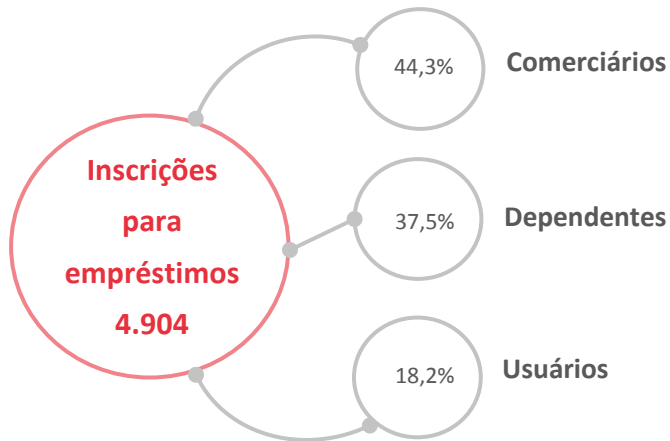 Inscrições
para
empréstimos
4.904
44,3%
Comerciários
37,5%
Dependentes
18,2%
Usuários